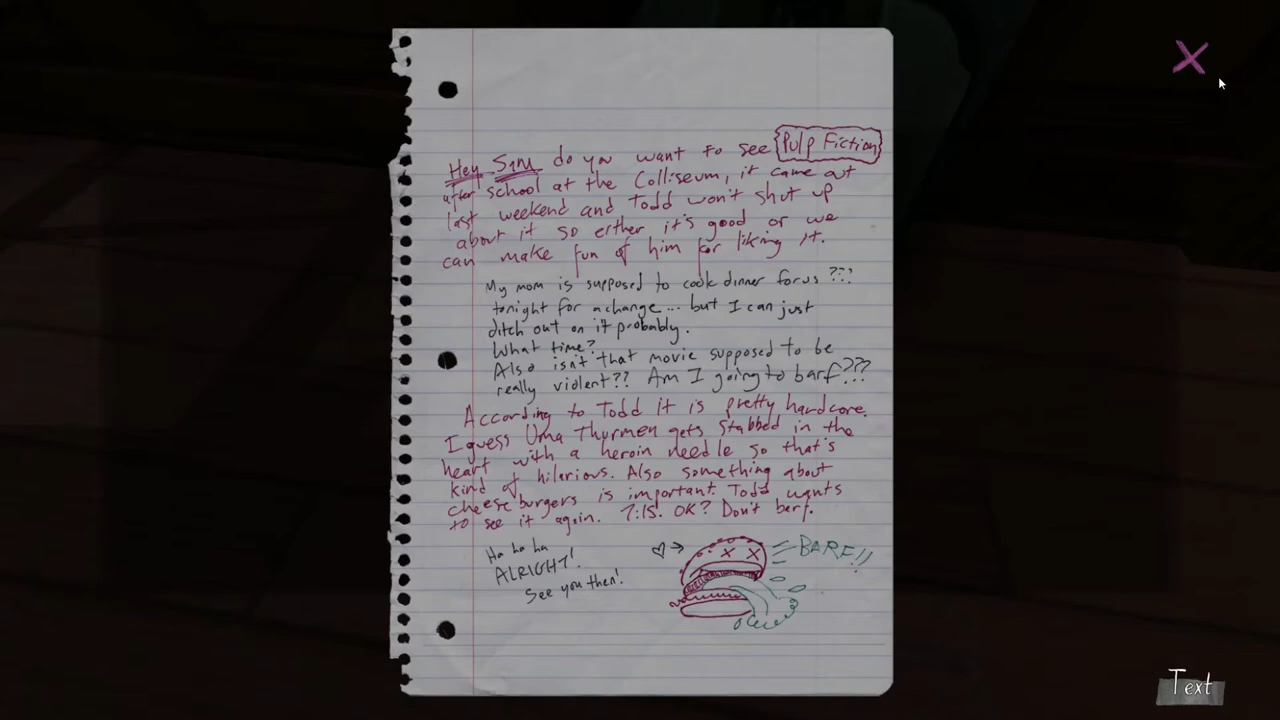 Hey Sam do you want to see Pulp Fiction
after school at the Colliseum, it came out
last weekend and Todd won't shut up
about it so either it's good or we
can make fun of him for liking it.
My mom is supposed to cook dinner for us ???
tonight for a change... but I can just
ditch out on it probably.
What time?
Also isn't that movie supposed to be
really violent?? Am I going to barf???
According to Todd it is pretty hardcore.
I guess Uma Thurmen gets stabbed in the
heart with a heroin needle so that's
kind of hilarious. Also something about
cheeseburgers is important. Todd wants
to see it again. 7:15. OK? Don't barf.
Ha ha ha
ALRIGHT!
See you then!
BARF!!
Text